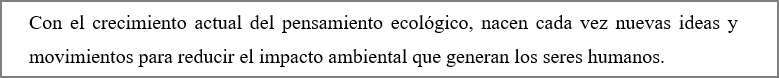 Con el crecimiento actual del pensamiento ecológico, nacen cada vez nuevas ideas y
movimientos para reducir el impacto ambiental que generan los seres humanos.